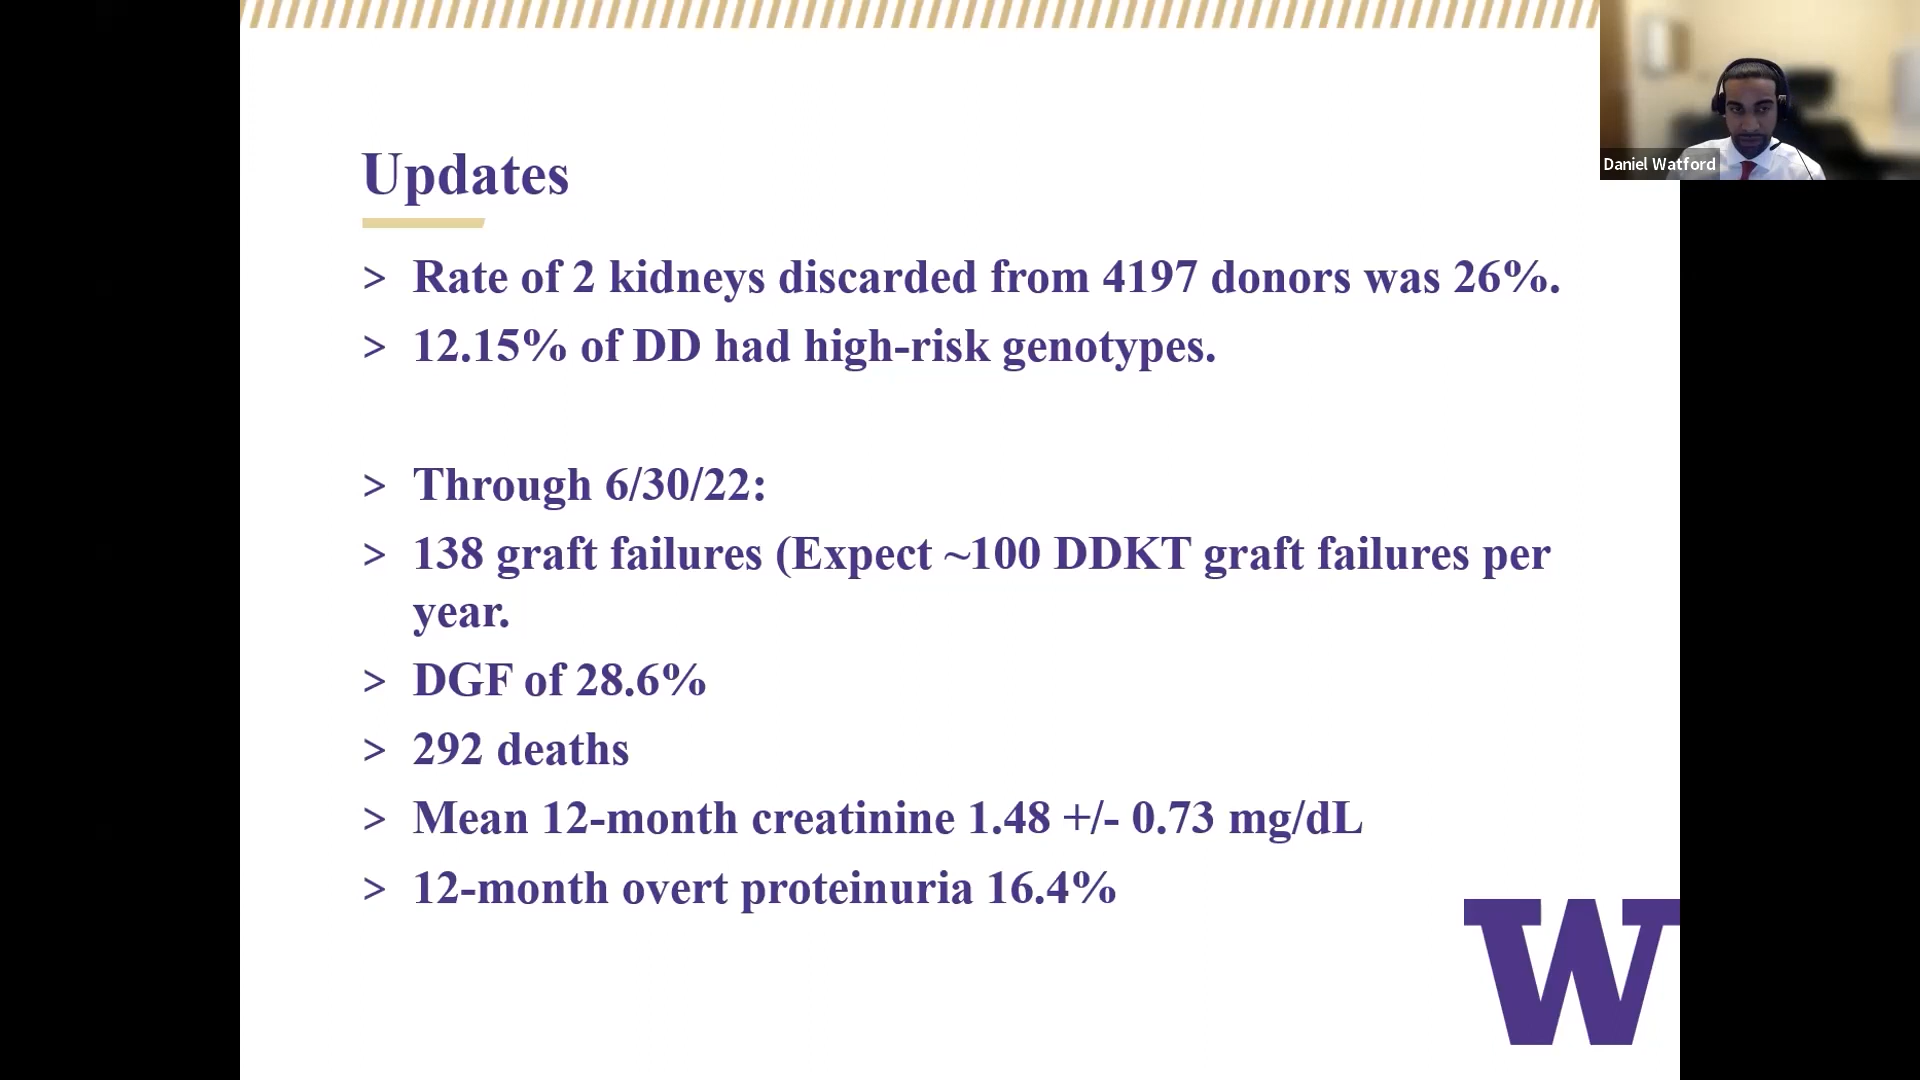 Updates
> Rate of 2 kidneys discarded from 4197 donors was 26%.
> 12.15% of DD had high-risk genotypes.
> Through 6/30/22:
> 138 graft failures (Expect ~100 DDKT graft failures per
year.
> DGF of 28.6%
> 292 deaths
> Mean 12-month creatinine 1.48 +/- 0.73 mg/dL
> 12-month overt proteinuria 16.4%
W
Daniel Watford